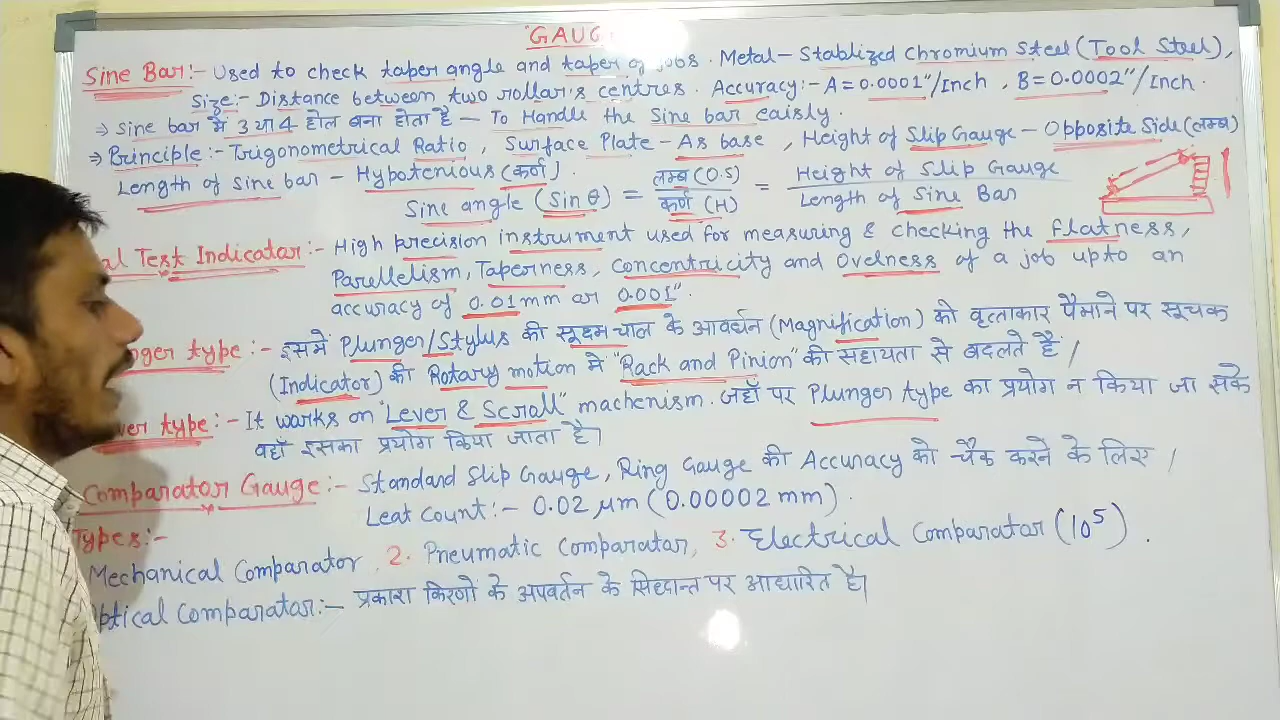 "GAUG
Sine Bar:- Used to check taper angle and taper of jobs. Metal- Stablized Chromium Steel (Tool Steel),
Size:- Distance between two rollar's centres. Accuracy:- A=0.0001"/Inch, B=0.0002"/Inch.
⇒ Sine bar में 3 या 4 होल बना होता है – To Handle the Sine bar eaisly.
⇒ Principle:- Trigonometrical Ratio, Surface Plate - As base, Height of Slip Gauge - Opposite Side (लम्ब)
Length of sine bar - Hypotenious (कर्ण).
Sine angle (Sin θ) = लम्ब (O.S) / कर्ण (H) = Height of Slip Gauge / Length of Sine Bar
al Test Indicator:- High precision instrument used for measuring & checking the flatness,
Parellelism, Taperness, Concentricity and Ovelness of a job upto an
accuracy of 0.01mm or 0.001".
nger type:- इसमें Plunger/Stylus की सूक्ष्म चाल के आवर्धन (Magnification) को वृत्ताकार पैमाने पर सूचक
(Indicator) की Rotary motion में "Rack and Pinion" की सहायता से बदलते हैं।
ver type:- It works on "Lever & Scrall" machenism. जहाँ पर Plunger type का प्रयोग न किया जा सके
वहाँ इसका प्रयोग किया जाता है।
Comparator Gauge:- Standard Slip Gauge, Ring Gauge की Accuracy को चैक करने के लिए।
Leat Count:- 0.02 μm (0.00002 mm).
Types:-
Mechanical Comparator, 2. Pneumatic Comparator, 3. Electrical Comparator (10⁵).
ptical Comparator:- प्रकाश किरणों के अपवर्तन के सिध्दान्त पर आधारित है।